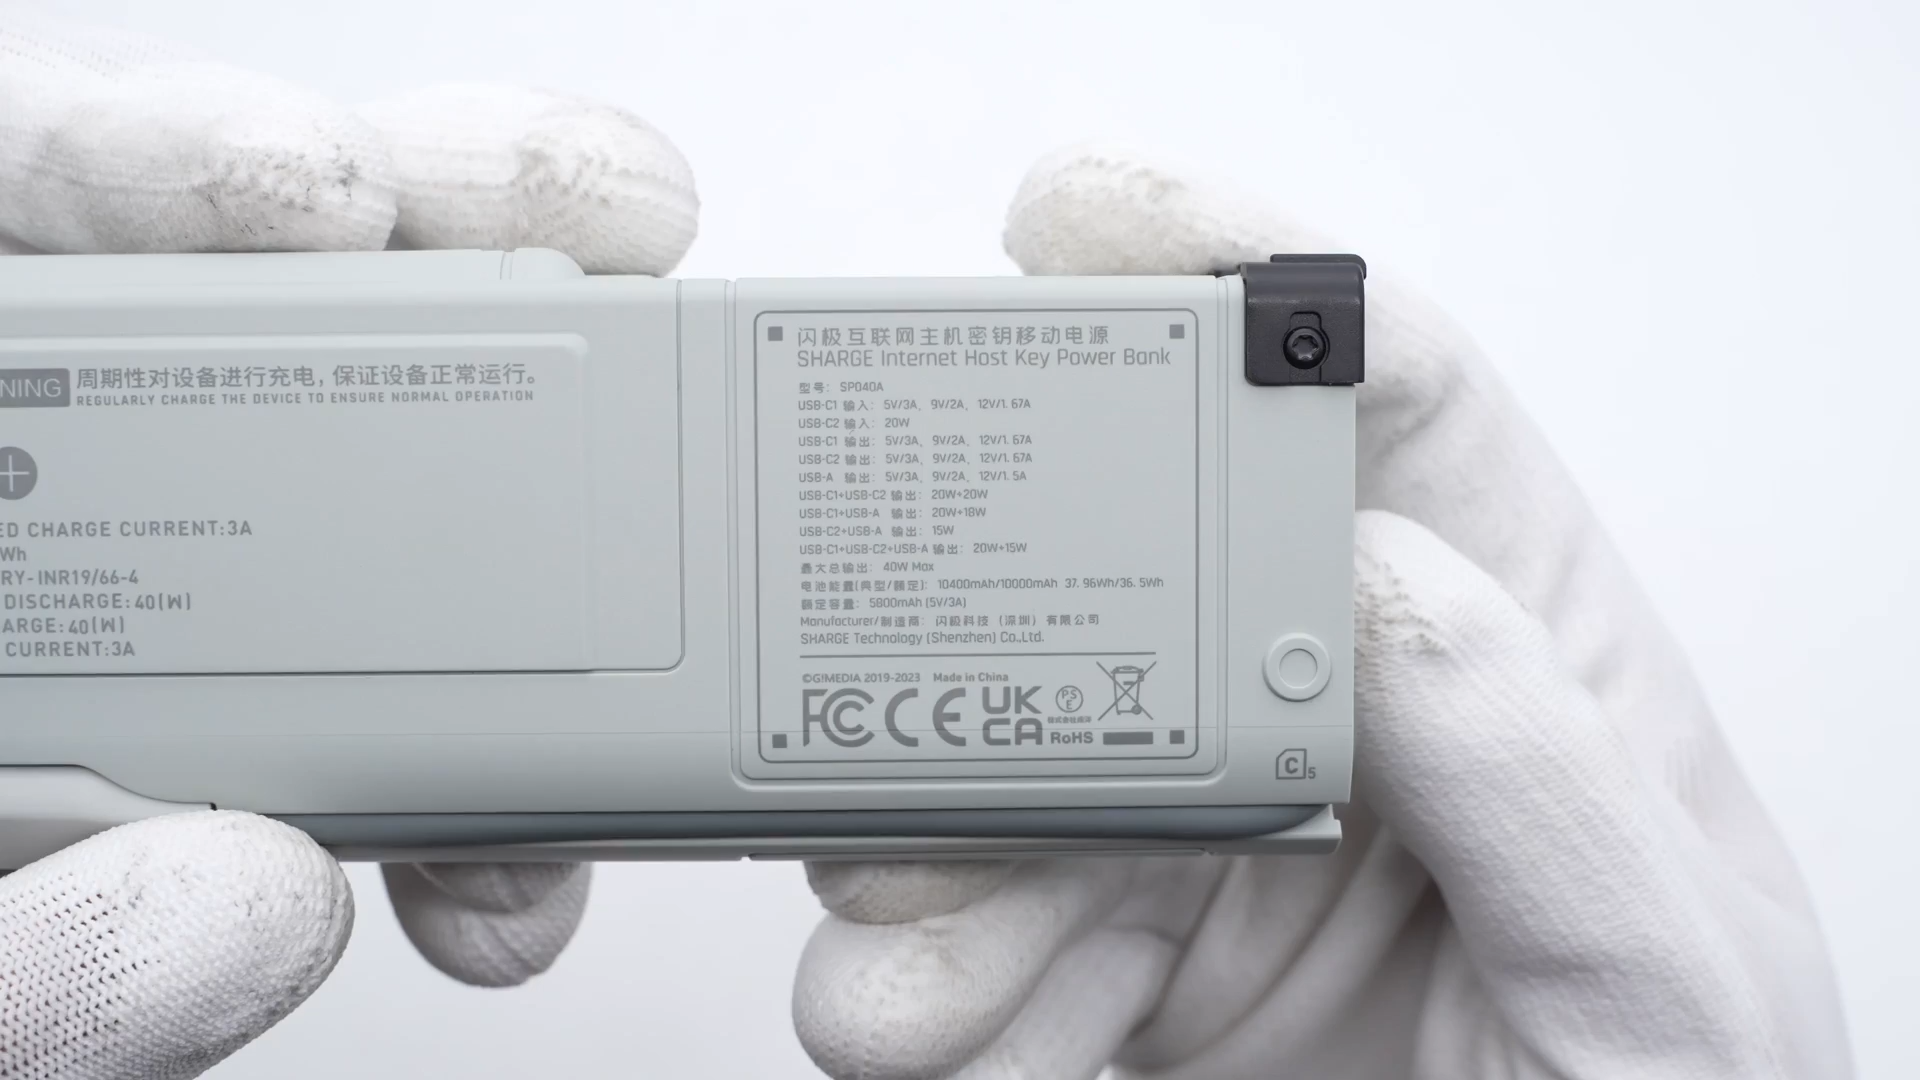 NING
周期性对设备进行充电，保证设备正常运行。
REGULARLY CHARGE THE DEVICE TO ENSURE NORMAL OPERATION
ED CHARGE CURRENT:3A
Wh
RY-INR19/66-4
DISCHARGE:40(W)
ARGE:40(W)
CURRENT:3A
闪极互联网主机密钥移动电源
SHARGE Internet Host Key Power Bank
型号： SP040A
USB-C1 输入： 5V/3A、9V/2A、12V/1.67A
USB-C2 输入： 20W
USB-C1 输出： 5V/3A、9V/2A、12V/1.67A
USB-C2 输出： 5V/3A、9V/2A、12V/1.67A
USB-A 输出： 5V/3A、9V/2A、12V/1.5A
USB-C1+USB-C2 输出： 20W+20W
USB-C1+USB-A 输出： 20W+18W
USB-C2+USB-A 输出： 15W
USB-C1+USB-C2+USB-A 输出： 20W+15W
最大总输出： 40W Max
电池能量(典型/额定)： 10400mAh/10000mAh 37.96Wh/36.5Wh
额定容量： 5800mAh (5V/3A)
Manufacturer/制造商： 闪极科技（深圳）有限公司
SHARGE Technology (Shenzhen) Co.,Ltd.
©G!MEDIA 2019-2023 Made in China
FC CE UK CA PSE
RoHS
C 5